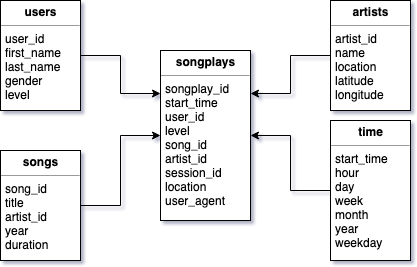 users
user_id
first_name
last_name
gender
level
songs
song_id
title
artist_id
year
duration
songplays
songplay_id
start_time
user_id
level
song_id
artist_id
session_id
location
user_agent
artists
artist_id
name
location
latitude
longitude
time
start_time
hour
day
week
month
year
weekday